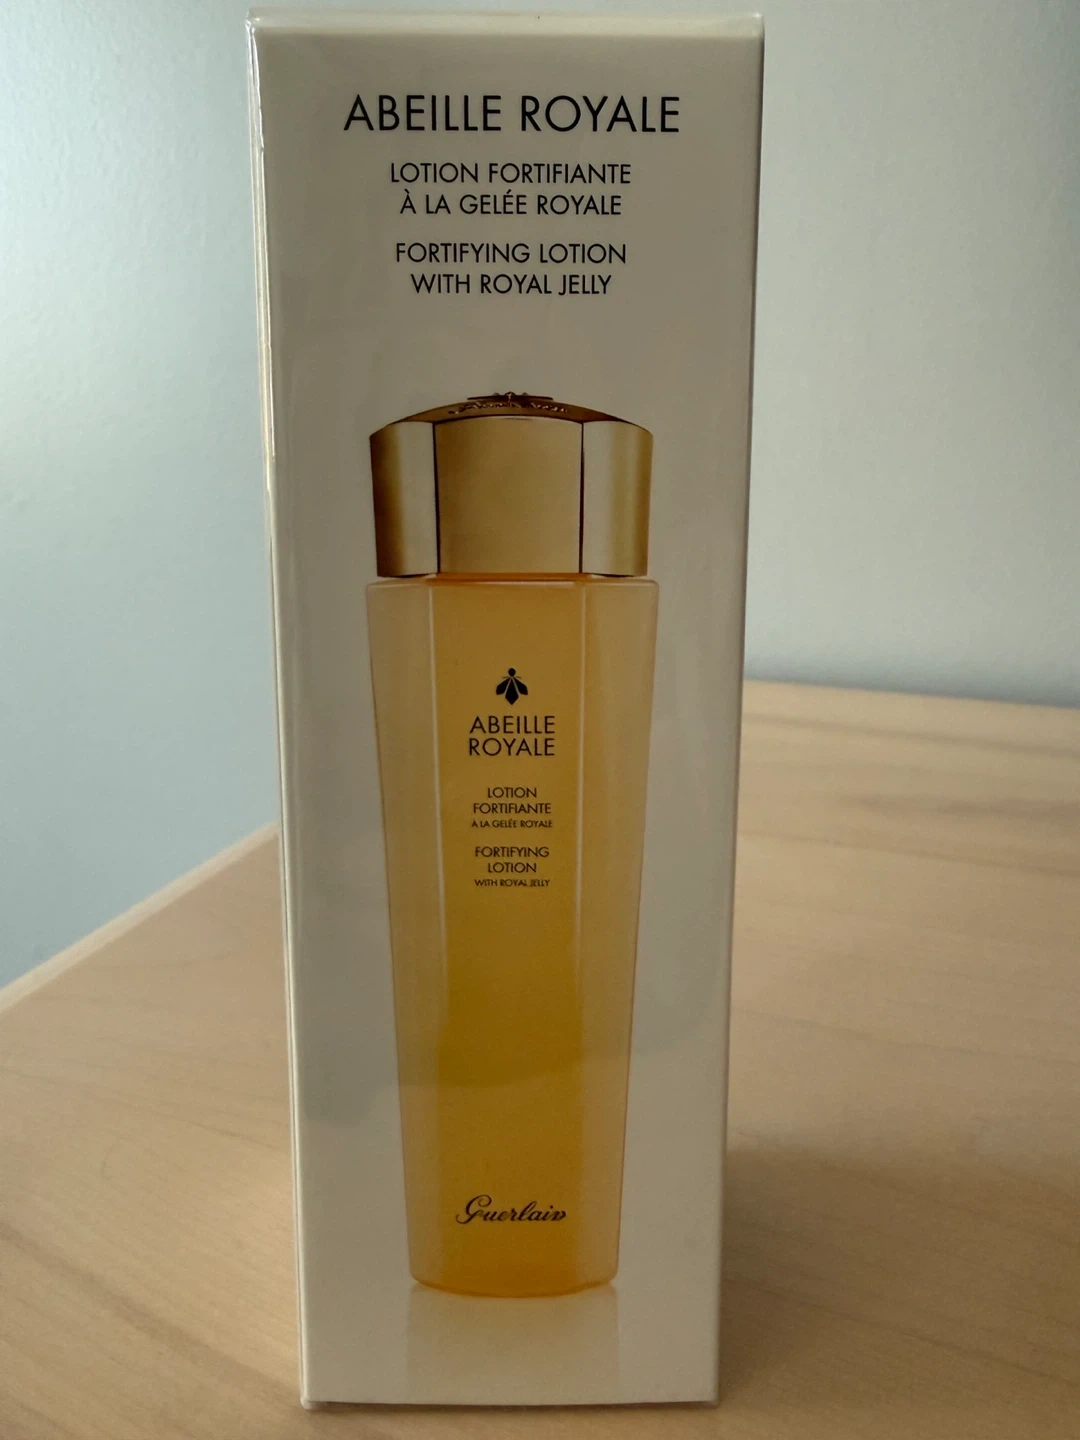 ABEILLE ROYALE
LOTION FORTIFIANTE
À LA GELÉE ROYALE
FORTIFYING LOTION
WITH ROYAL JELLY
ABEILLE
ROYALE
LOTION
FORTIFIANTE
À LA GELÉE ROYALE
FORTIFYING
LOTION
WITH ROYAL JELLY
Guerlain